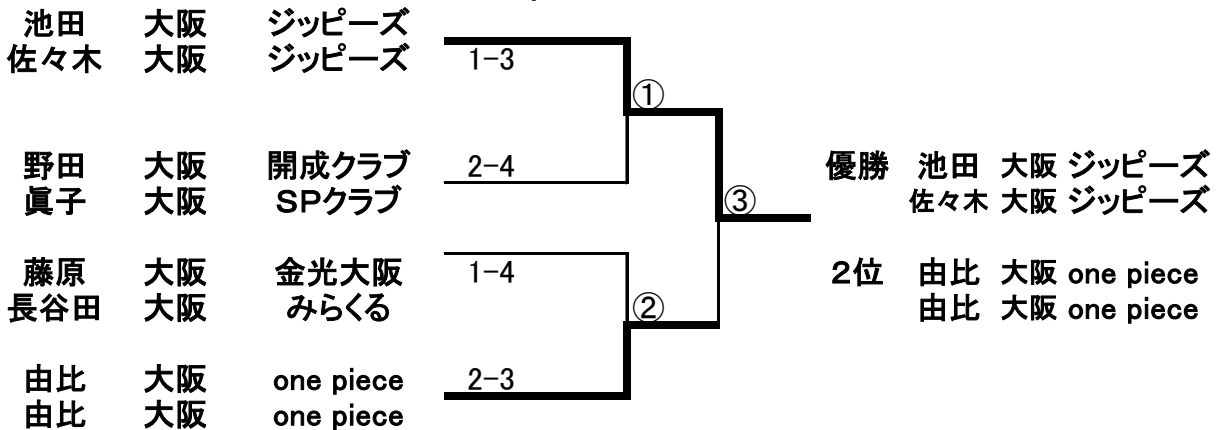 池田 大阪 ジッピーズ
佐々木 大阪 ジッピーズ 1-3
①
野田 大阪 開成クラブ 2-4 優勝 池田 大阪 ジッピーズ
眞子 大阪 SPクラブ ③ 佐々木 大阪 ジッピーズ
藤原 大阪 金光大阪 1-4 2位 由比 大阪 one piece
長谷田 大阪 みらくる ② 由比 大阪 one piece
由比 大阪 one piece 2-3
由比 大阪 one piece